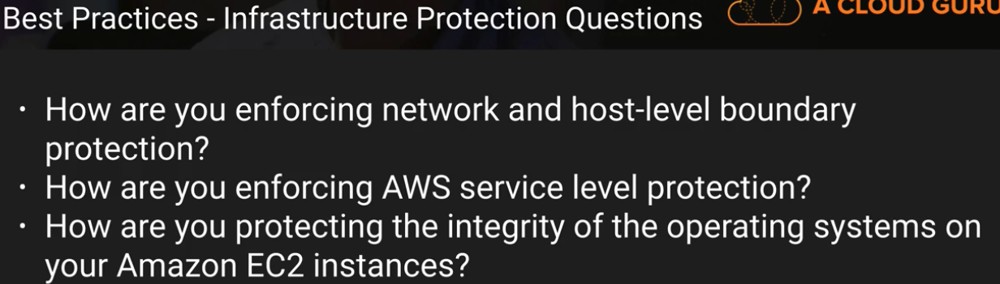 Best Practices - Infrastructure Protection Questions
A CLOUD GURU
• How are you enforcing network and host-level boundary
protection?
• How are you enforcing AWS service level protection?
• How are you protecting the integrity of the operating systems on
your Amazon EC2 instances?